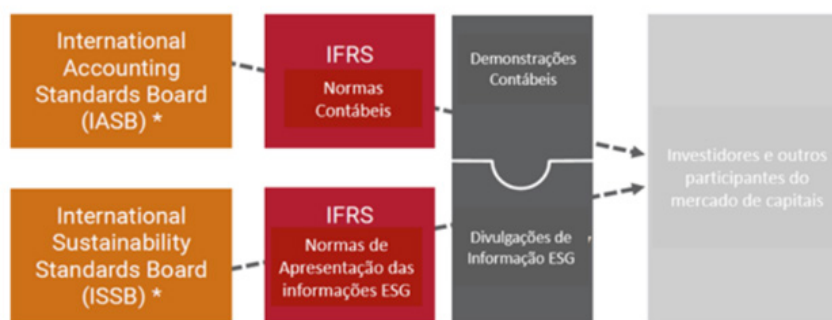 International
Accounting
Standards Board
(IASB) *
IFRS
Normas
Contábeis
Demonstrações
Contábeis
International
Sustainability
Standards Board
(ISSB) *
IFRS
Normas de
Apresentação das
informações ESG
Divulgações de
Informação ESG
Investidores e outros
participantes do
mercado de capitais